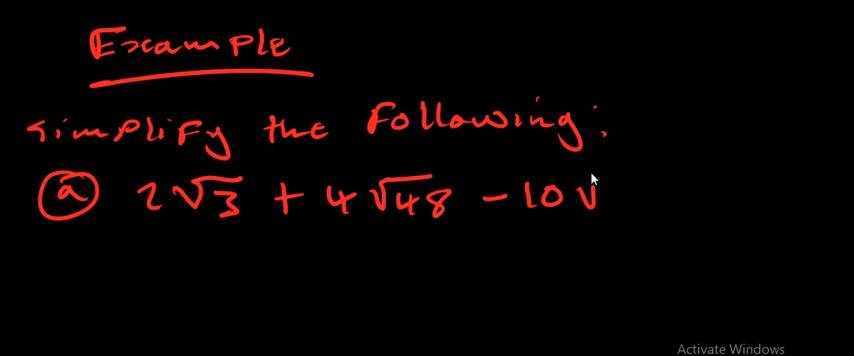 Example
Simplify the following:
(a) 2√3 + 4√48 - 10√
Activate Windows